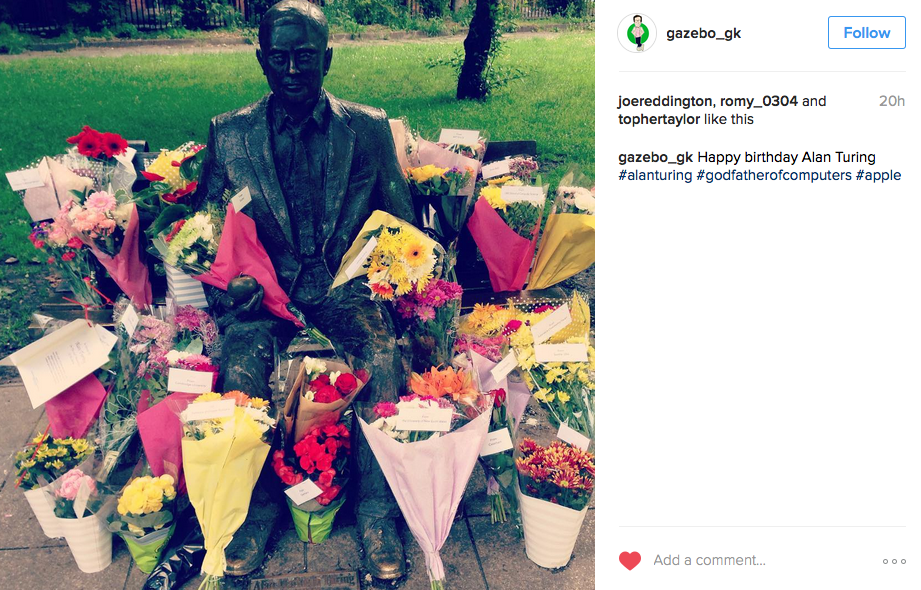 gazebo_gk
Follow
joereddington, romy_0304 and
20h
tophertaylor like this
gazebo_gk Happy birthday Alan Turing
#alanturing #godfatherofcomputers #apple
Add a comment...